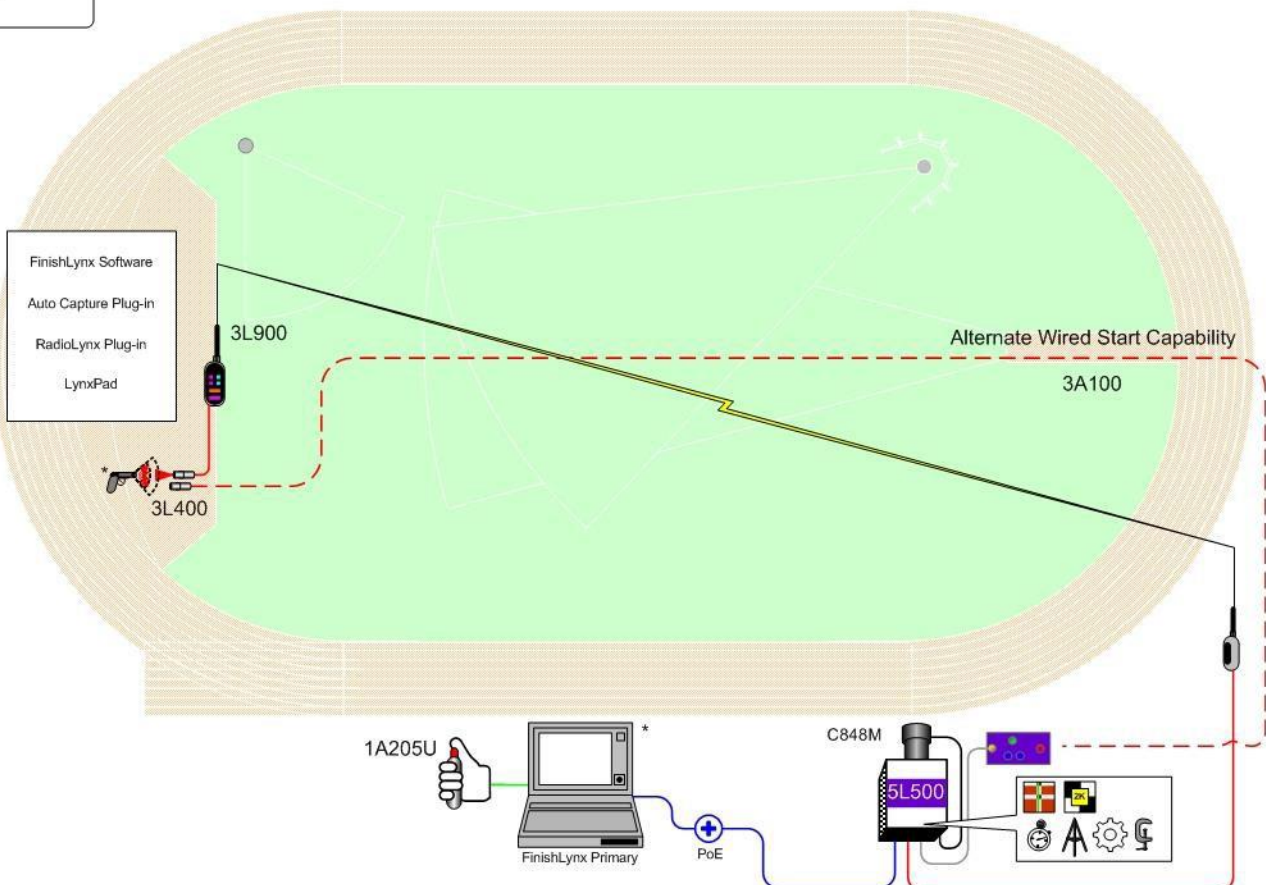 FinishLynx Software
Auto Capture Plug-in
RadioLynx Plug-in
LynxPad
3L900
Alternate Wired Start Capability
3A100
*
3L400
1A205U
*
FinishLynx Primary
PoE
C848M
5L500
2K